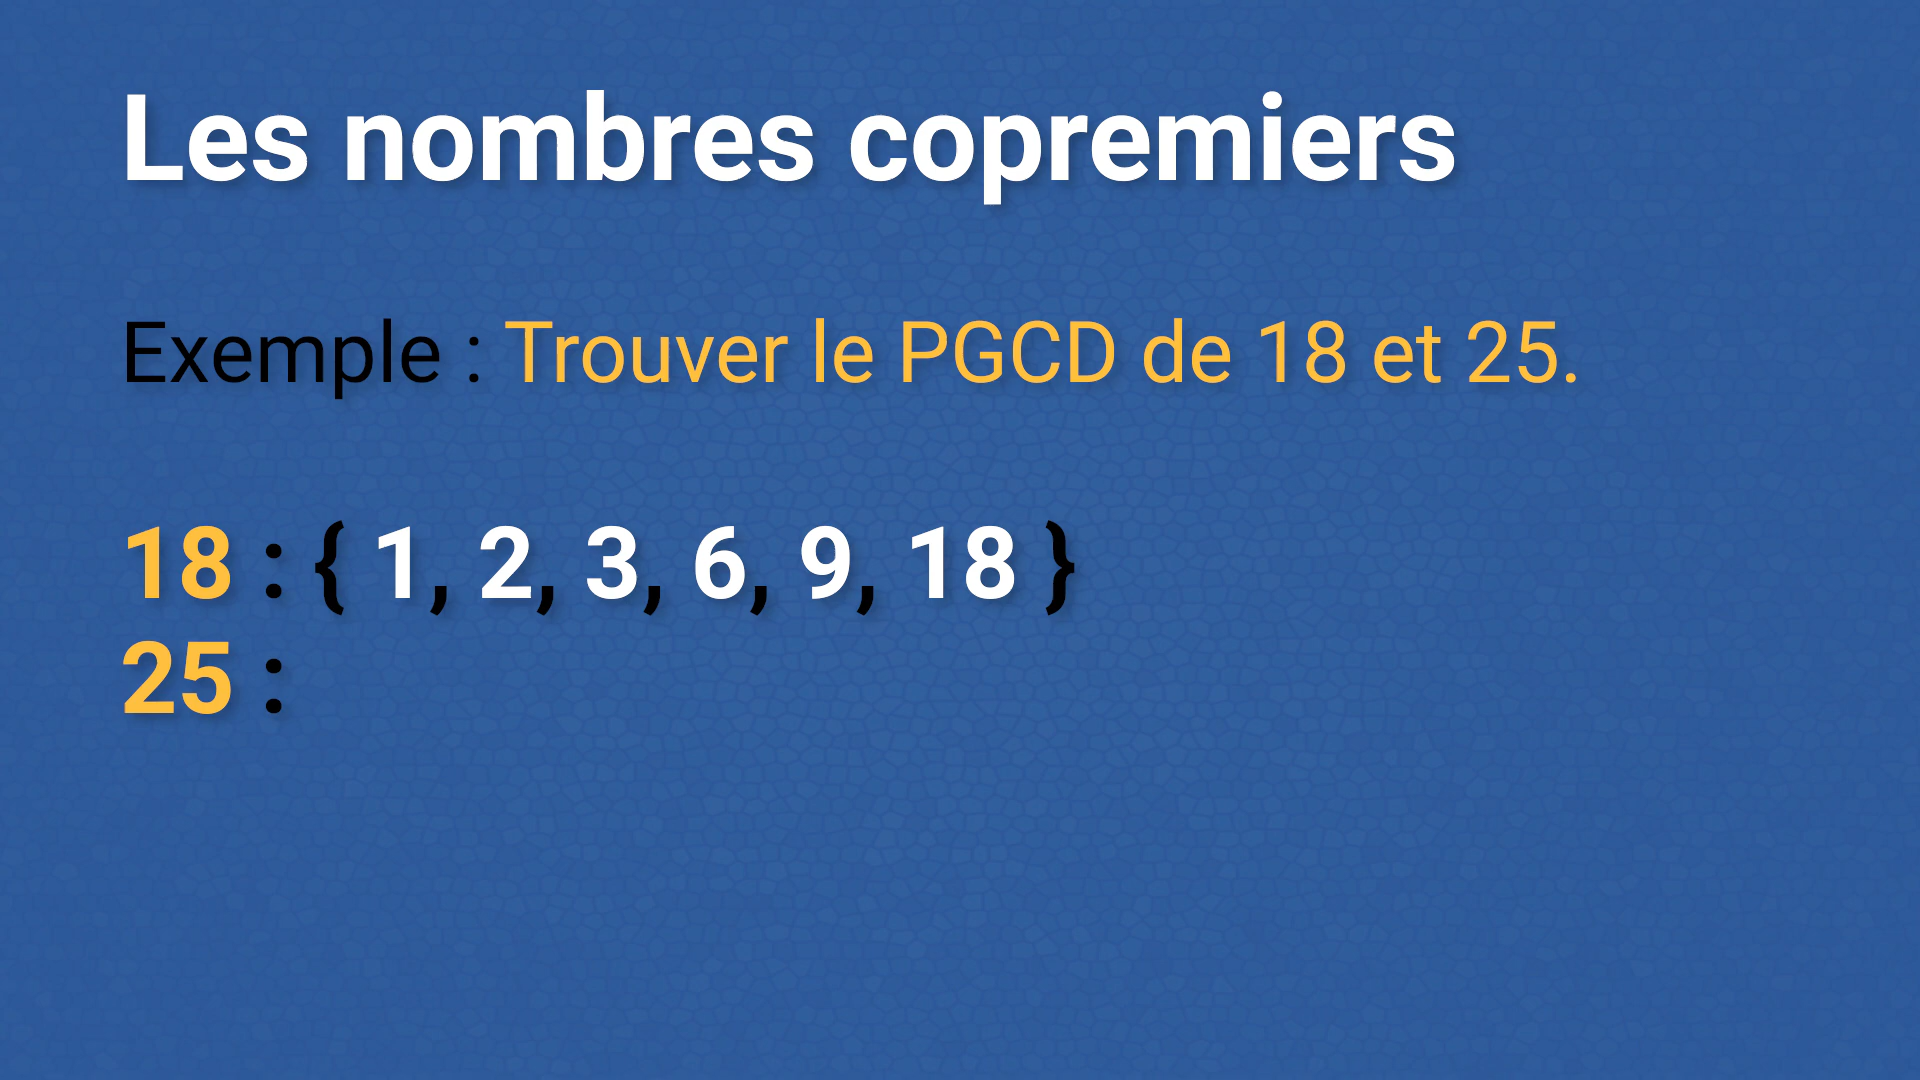 Les nombres copremiers
Exemple : Trouver le PGCD de 18 et 25.
18 : { 1, 2, 3, 6, 9, 18 }
25 :